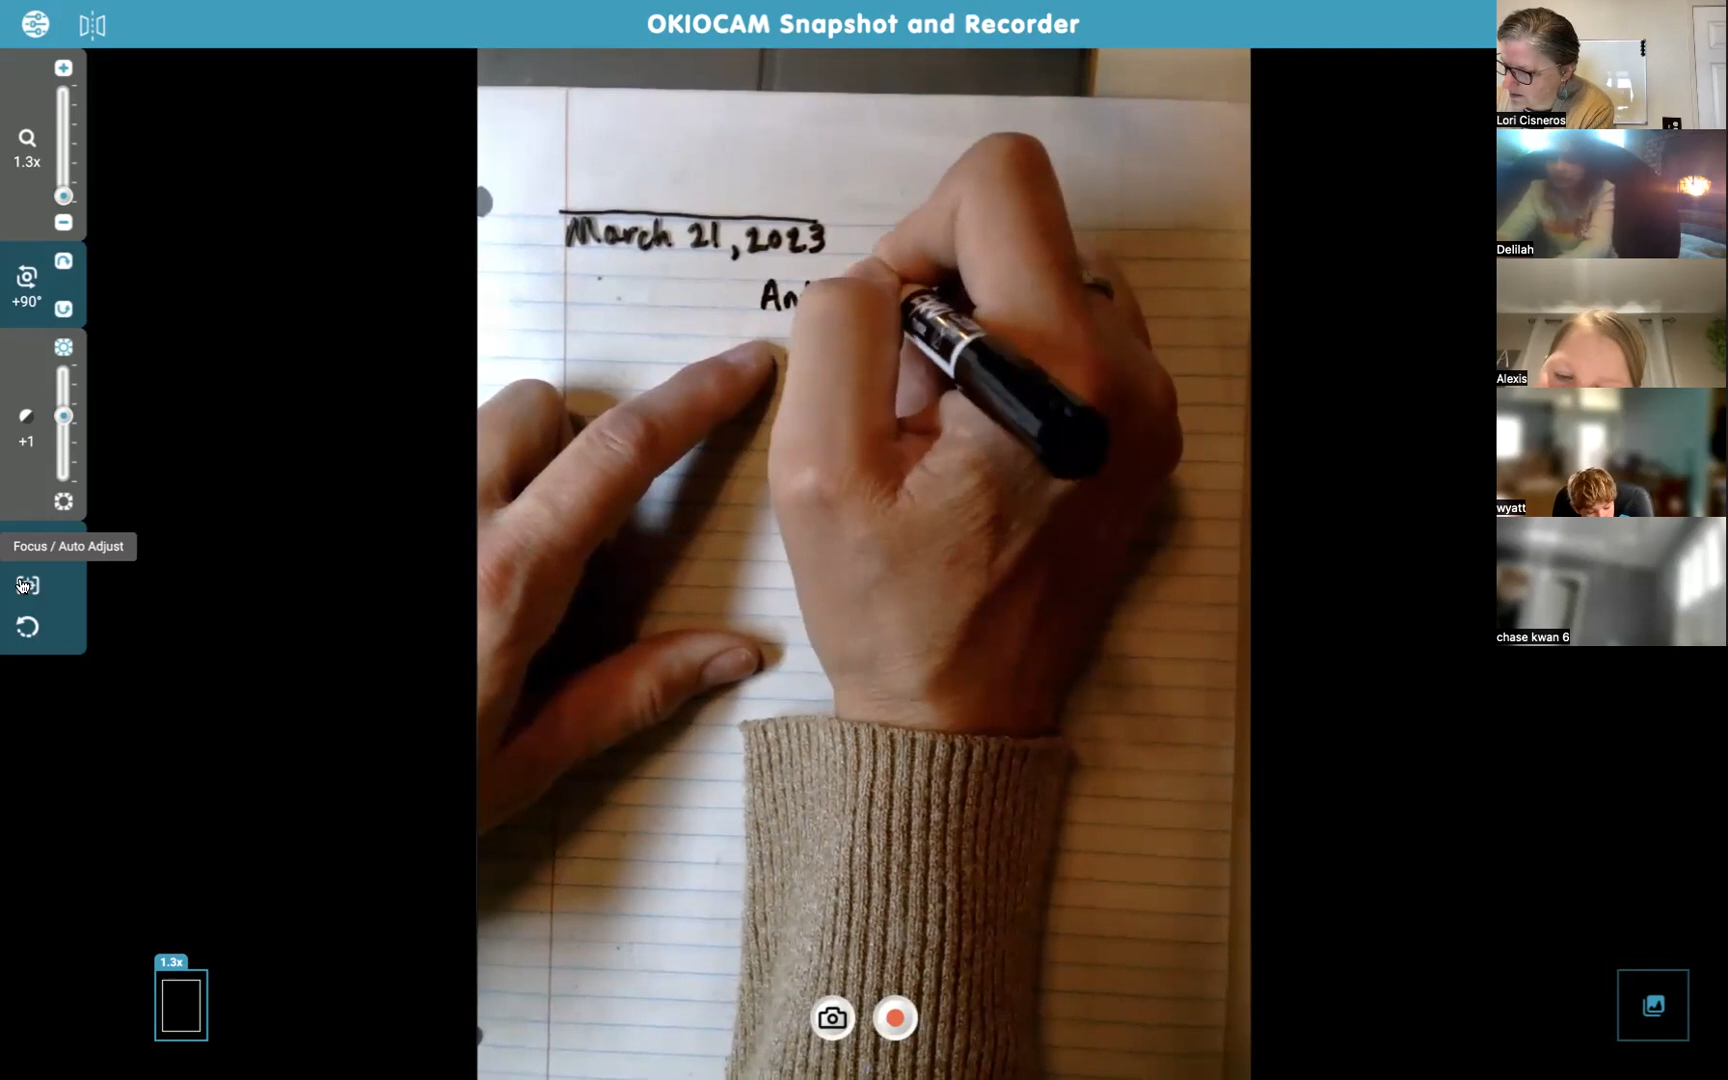 OKIOCAM Snapshot and Recorder
1.3x
+90°
+1
Focus / Auto Adjust
March 21, 2023
1.3x
Lori Cisneros
Delilah
Alexis
wyatt
chase kwan 6